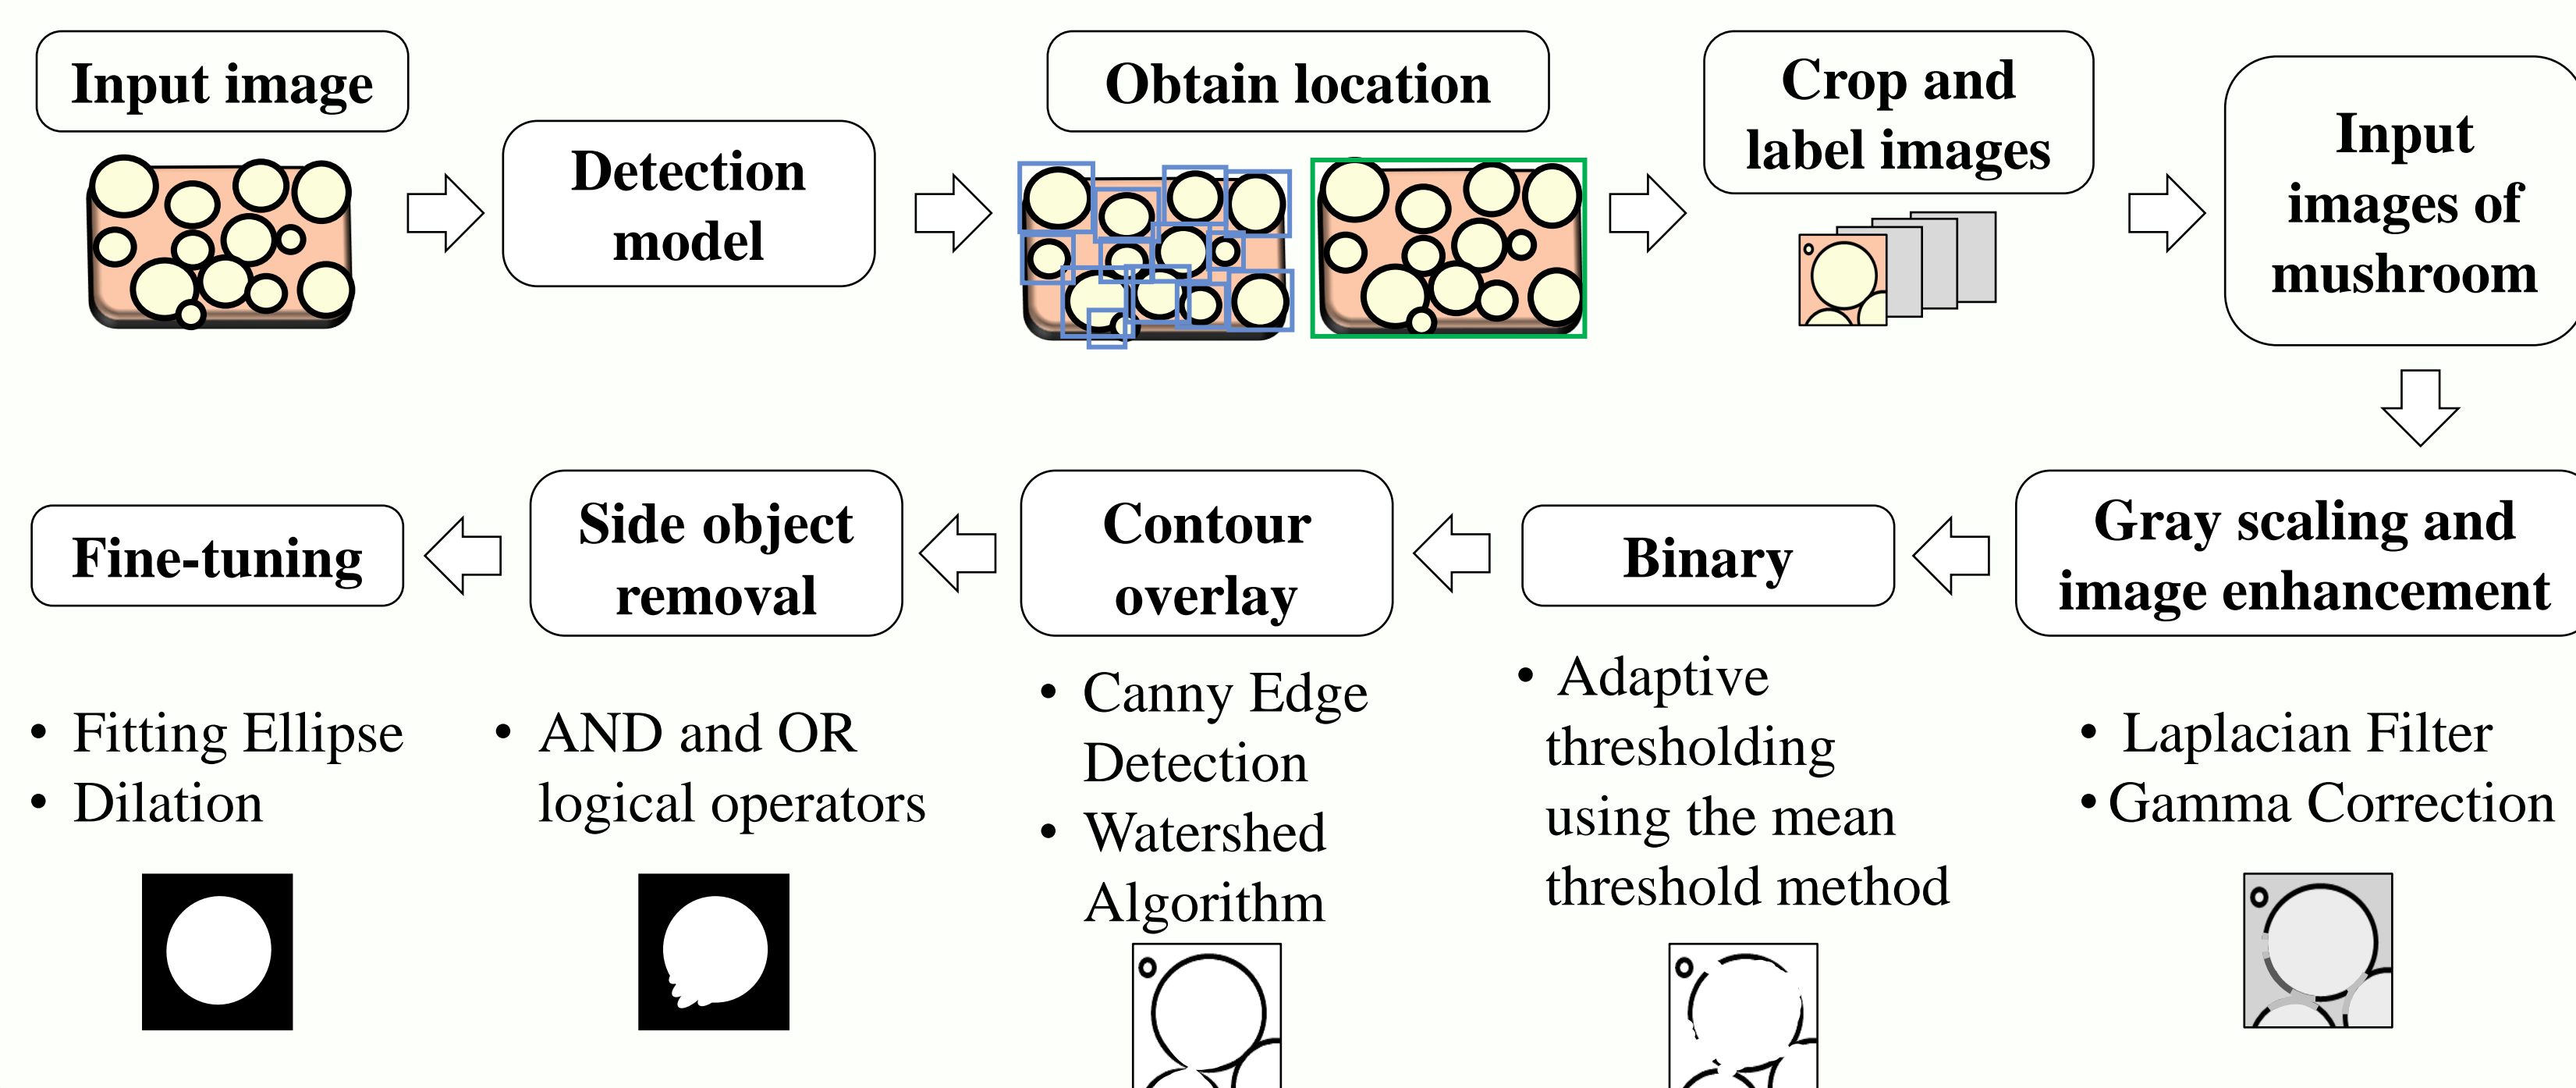 Input image
Detection
model
Obtain location
Crop and
label images
Input
images of
mushroom
Gray scaling and
image enhancement
• Laplacian Filter
• Gamma Correction
Binary
• Adaptive
thresholding
using the mean
threshold method
Contour
overlay
• Canny Edge
Detection
• Watershed
Algorithm
Side object
removal
• AND and OR
logical operators
Fine-tuning
• Fitting Ellipse
• Dilation